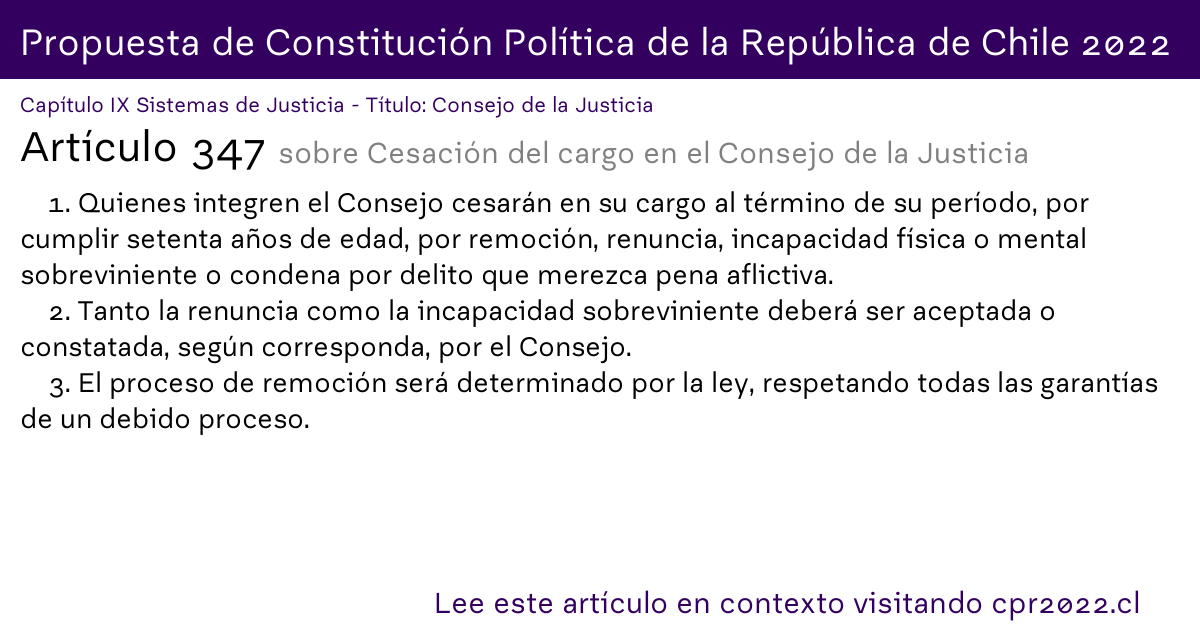 Propuesta de Constitución Política de la República de Chile 2022
Capítulo IX Sistemas de Justicia - Título: Consejo de la Justicia
Artículo 347 sobre Cesación del cargo en el Consejo de la Justicia
1. Quienes integren el Consejo cesarán en su cargo al término de su período, por
cumplir setenta años de edad, por remoción, renuncia, incapacidad física o mental
sobreviniente o condena por delito que merezca pena aflictiva.
2. Tanto la renuncia como la incapacidad sobreviniente deberá ser aceptada o
constatada, según corresponda, por el Consejo.
3. El proceso de remoción será determinado por la ley, respetando todas las garantías
de un debido proceso.
Lee este artículo en contexto visitando cpr2022.cl